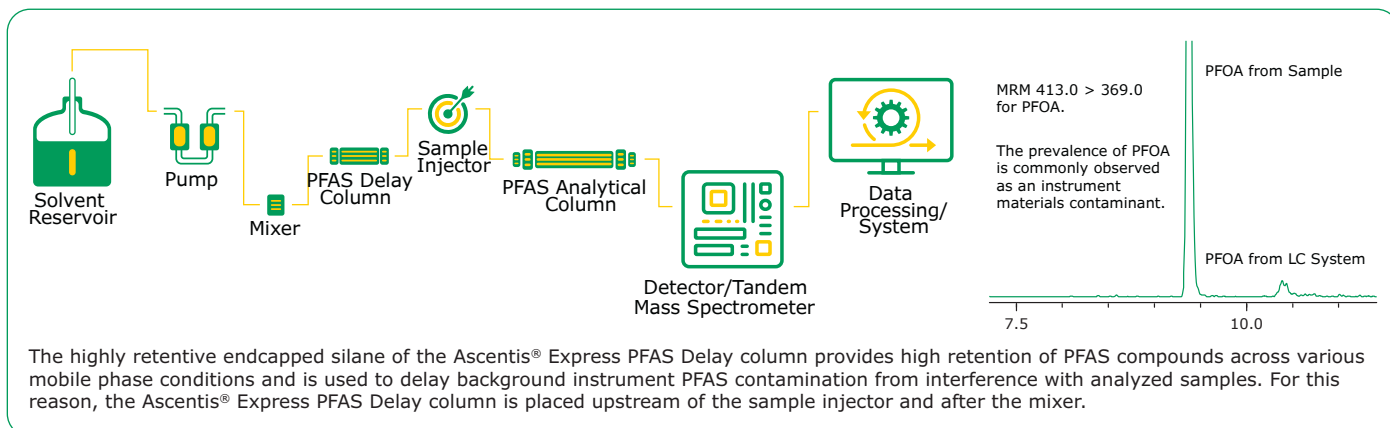 Solvent
Reservoir
Pump
Mixer
PFAS Delay
Column
Sample
Injector
PFAS Analytical
Column
Detector/Tandem
Mass Spectrometer
Data
Processing/
System
MRM 413.0 > 369.0
for PFOA.
The prevalence of PFOA
is commonly observed
as an instrument
materials contaminant.
PFOA from Sample
PFOA from LC System
7.5
10.0
The highly retentive endcapped silane of the Ascentis® Express PFAS Delay column provides high retention of PFAS compounds across various
mobile phase conditions and is used to delay background instrument PFAS contamination from interference with analyzed samples. For this
reason, the Ascentis® Express PFAS Delay column is placed upstream of the sample injector and after the mixer.